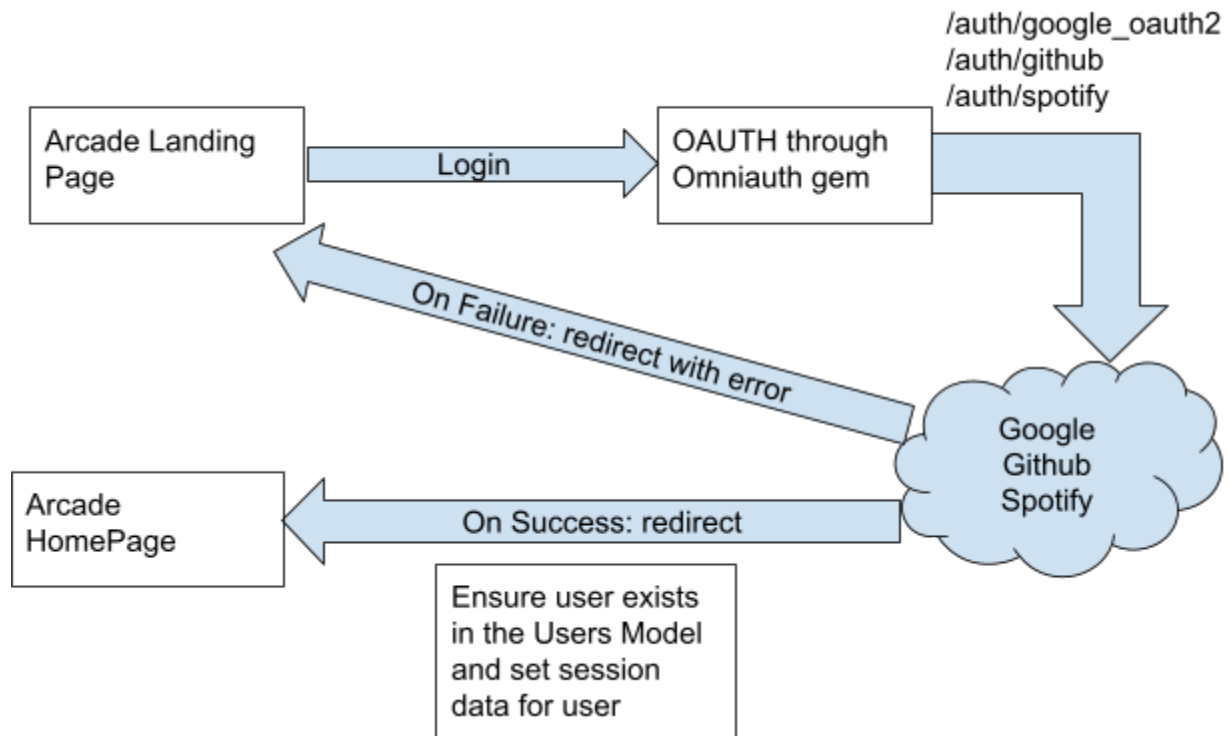 /auth/google_oauth2
/auth/github
/auth/spotify
Arcade Landing
Page
Login
OAUTH through
Omniauth gem
On Failure: redirect with error
Google
Github
Spotify
Arcade
HomePage
On Success: redirect
Ensure user exists
in the Users Model
and set session
data for user